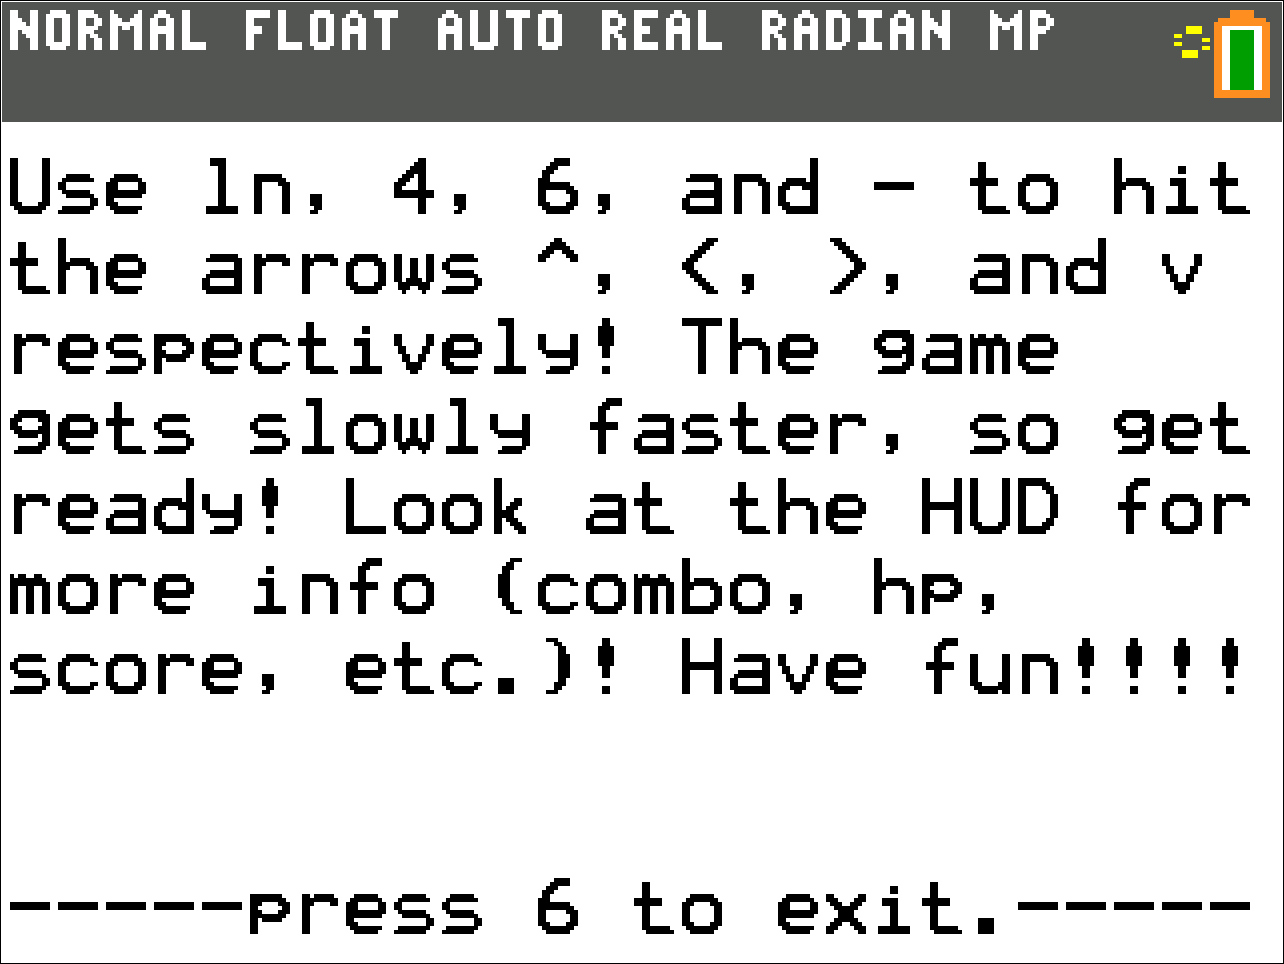 NORMAL FLOAT AUTO REAL RADIAN MP
Use ln, 4, 6, and - to hit
the arrows ^, <, >, and v
respectively! The game
gets slowly faster, so get
ready! Look at the HUD for
more info (combo, hp,
score, etc.)! Have fun!!!!
-----press 6 to exit.-----